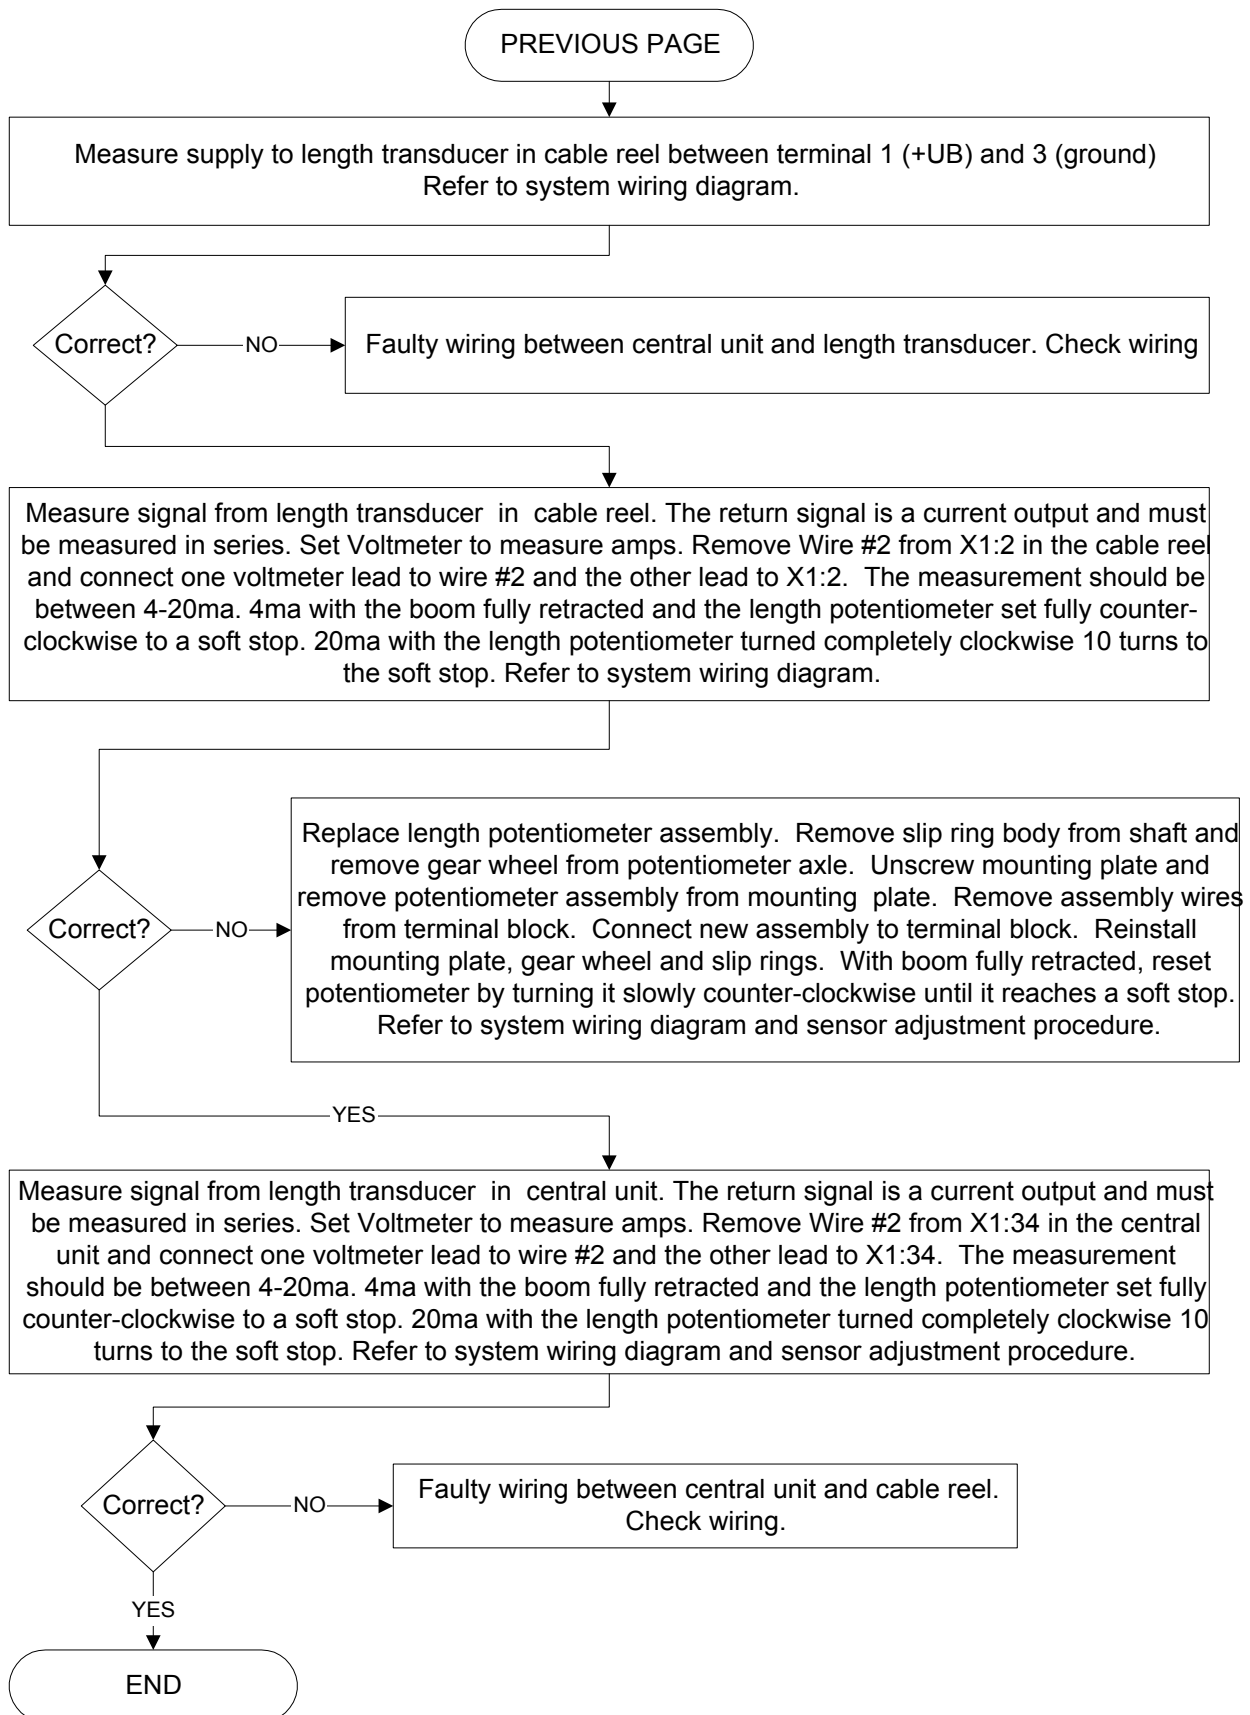 PREVIOUS PAGE
Measure supply to length transducer in cable reel between terminal 1 (+UB) and 3 (ground)
Refer to system wiring diagram.
Correct?
NO
Faulty wiring between central unit and length transducer. Check wiring
Measure signal from length transducer in cable reel. The return signal is a current output and must
be measured in series. Set Voltmeter to measure amps. Remove Wire #2 from X1:2 in the cable reel
and connect one voltmeter lead to wire #2 and the other lead to X1:2. The measurement should be
between 4-20ma. 4ma with the boom fully retracted and the length potentiometer set fully counter-
clockwise to a soft stop. 20ma with the length potentiometer turned completely clockwise 10 turns to
the soft stop. Refer to system wiring diagram.
Correct?
NO
Replace length potentiometer assembly. Remove slip ring body from shaft and
remove gear wheel from potentiometer axle. Unscrew mounting plate and
remove potentiometer assembly from mounting plate. Remove assembly wires
from terminal block. Connect new assembly to terminal block. Reinstall
mounting plate, gear wheel and slip rings. With boom fully retracted, reset
potentiometer by turning it slowly counter-clockwise until it reaches a soft stop.
Refer to system wiring diagram and sensor adjustment procedure.
YES
Measure signal from length transducer in central unit. The return signal is a current output and must
be measured in series. Set Voltmeter to measure amps. Remove Wire #2 from X1:34 in the central
unit and connect one voltmeter lead to wire #2 and the other lead to X1:34. The measurement
should be between 4-20ma. 4ma with the boom fully retracted and the length potentiometer set fully
counter-clockwise to a soft stop. 20ma with the length potentiometer turned completely clockwise 10
turns to the soft stop. Refer to system wiring diagram and sensor adjustment procedure.
Correct?
NO
Faulty wiring between central unit and cable reel.
Check wiring.
YES
END